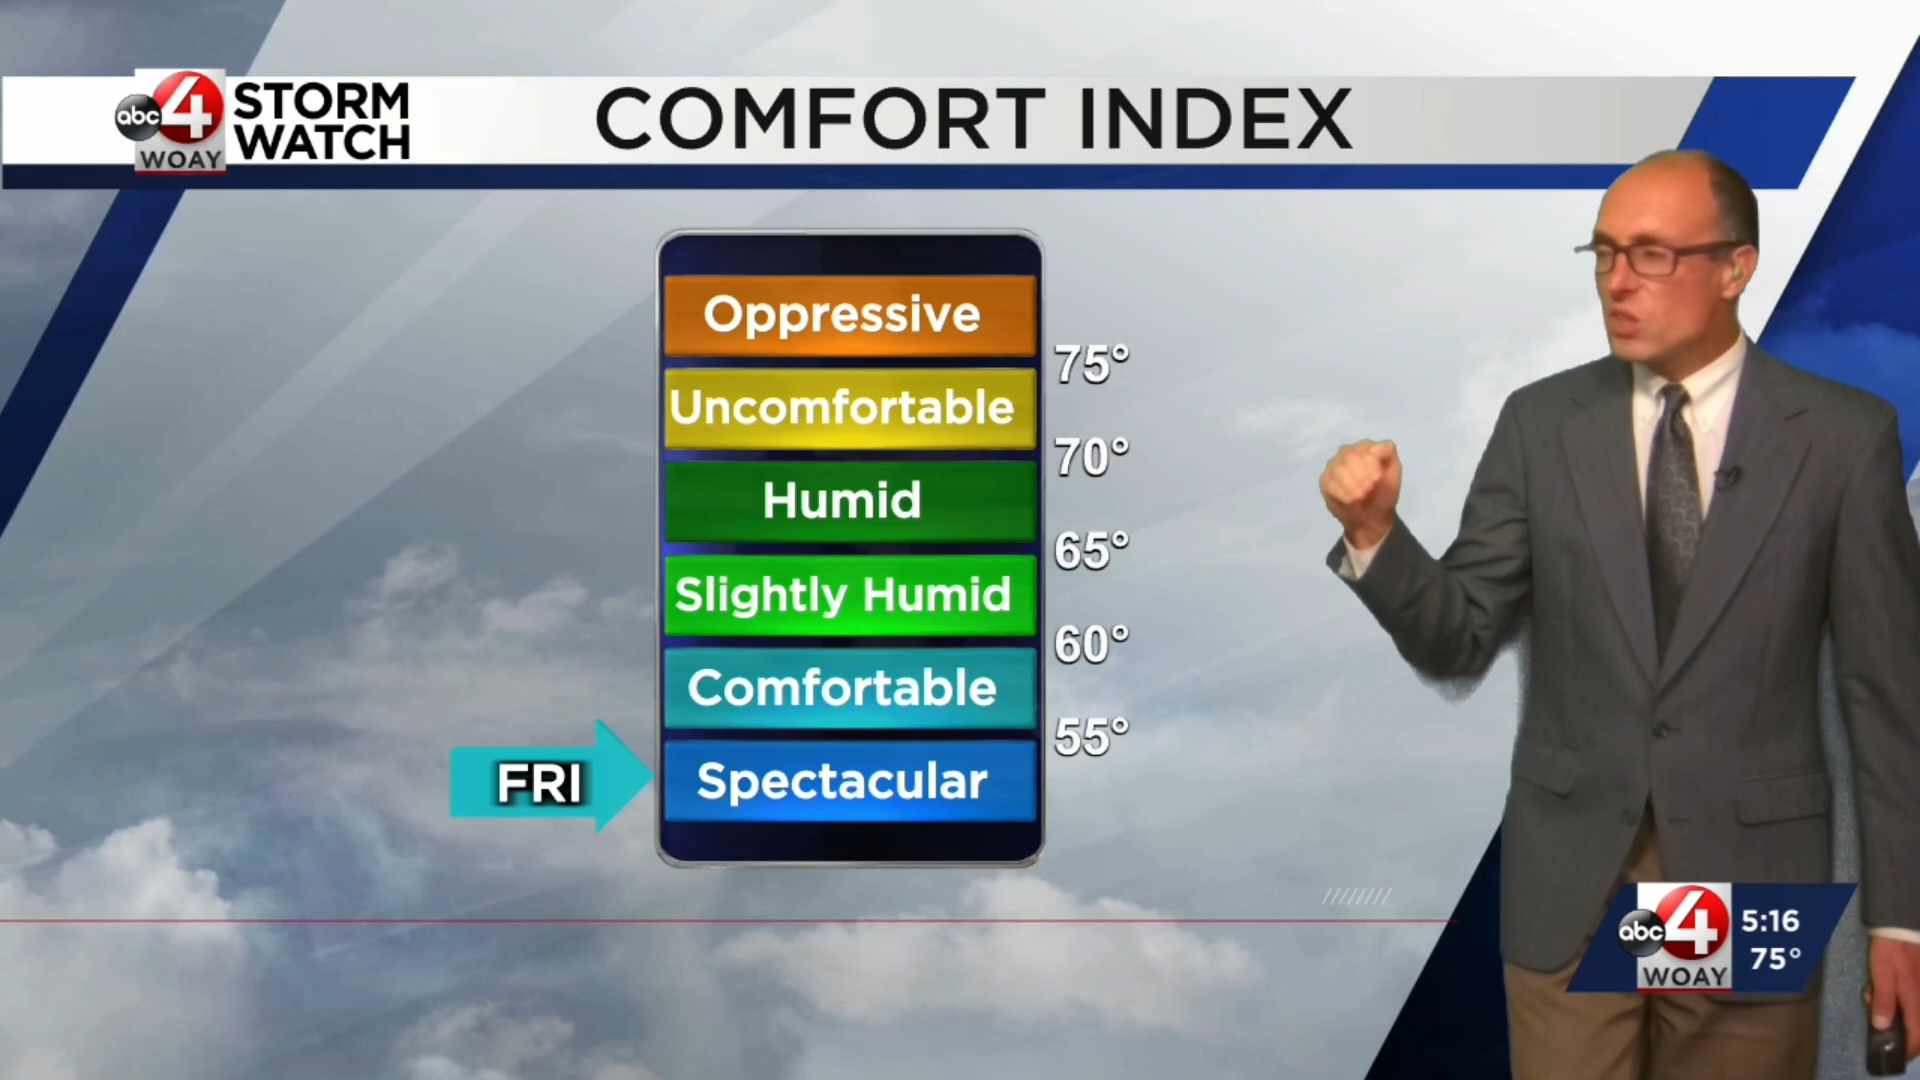 abc 4
WOAY
STORM
WATCH
COMFORT INDEX
Oppressive
75°
Uncomfortable
70°
Humid
65°
Slightly Humid
60°
Comfortable
55°
FRI
Spectacular
abc 4
WOAY
5:16
75°